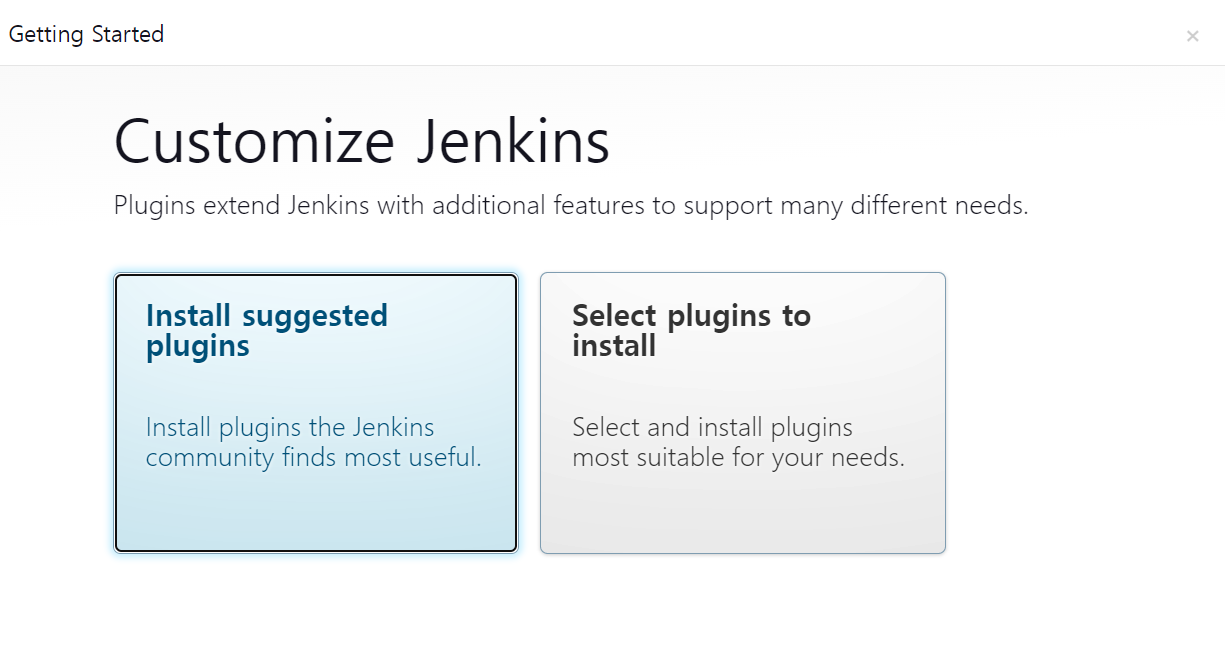 Getting Started
×
Customize Jenkins
Plugins extend Jenkins with additional features to support many different needs.
Install suggested
plugins
Install plugins the Jenkins
community finds most useful.
Select plugins to
install
Select and install plugins
most suitable for your needs.